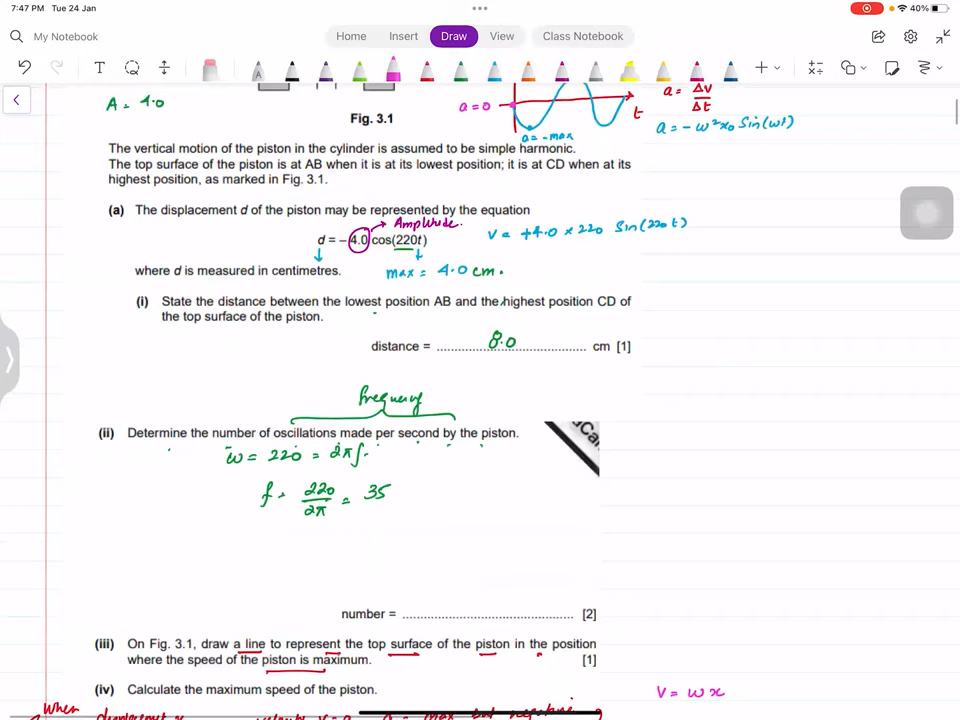 7:47 PM Tue 24 Jan
40%
My Notebook
Home Insert Draw View Class Notebook
A = 4.0
a = 0
a = -max
t
a = Δv
Δt
a = -ω²x₀ Sin(ωt)
Fig. 3.1
The vertical motion of the piston in the cylinder is assumed to be simple harmonic.
The top surface of the piston is at AB when it is at its lowest position; it is at CD when at its
highest position, as marked in Fig. 3.1.
(a) The displacement d of the piston may be represented by the equation
Amplitude.
d = – 4.0 cos(220t)
v = +4.0 × 220 Sin(220t)
where d is measured in centimetres.
max = 4.0 cm.
(i) State the distance between the lowest position AB and the highest position CD of
the top surface of the piston.
distance = 8.0 cm [1]
frequency
(ii) Determine the number of oscillations made per second by the piston.
ω = 220 = 2πf
f = 220 = 35
2π
number = .......................................... [2]
(iii) On Fig. 3.1, draw a line to represent the top surface of the piston in the position
where the speed of the piston is maximum. [1]
(iv) Calculate the maximum speed of the piston.
v = ωx
When